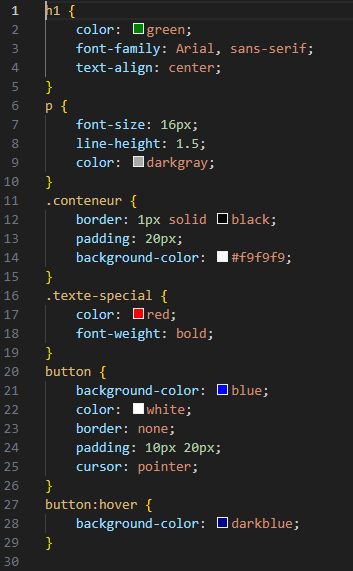 1 h1 {
2 color: green;
3 font-family: Arial, sans-serif;
4 text-align: center;
5 }
6 p {
7 font-size: 16px;
8 line-height: 1.5;
9 color: darkgray;
10 }
11 .conteneur {
12 border: 1px solid black;
13 padding: 20px;
14 background-color: #f9f9f9;
15 }
16 .texte-special {
17 color: red;
18 font-weight: bold;
19 }
20 button {
21 background-color: blue;
22 color: white;
23 border: none;
24 padding: 10px 20px;
25 cursor: pointer;
26 }
27 button:hover {
28 background-color: darkblue;
29 }
30